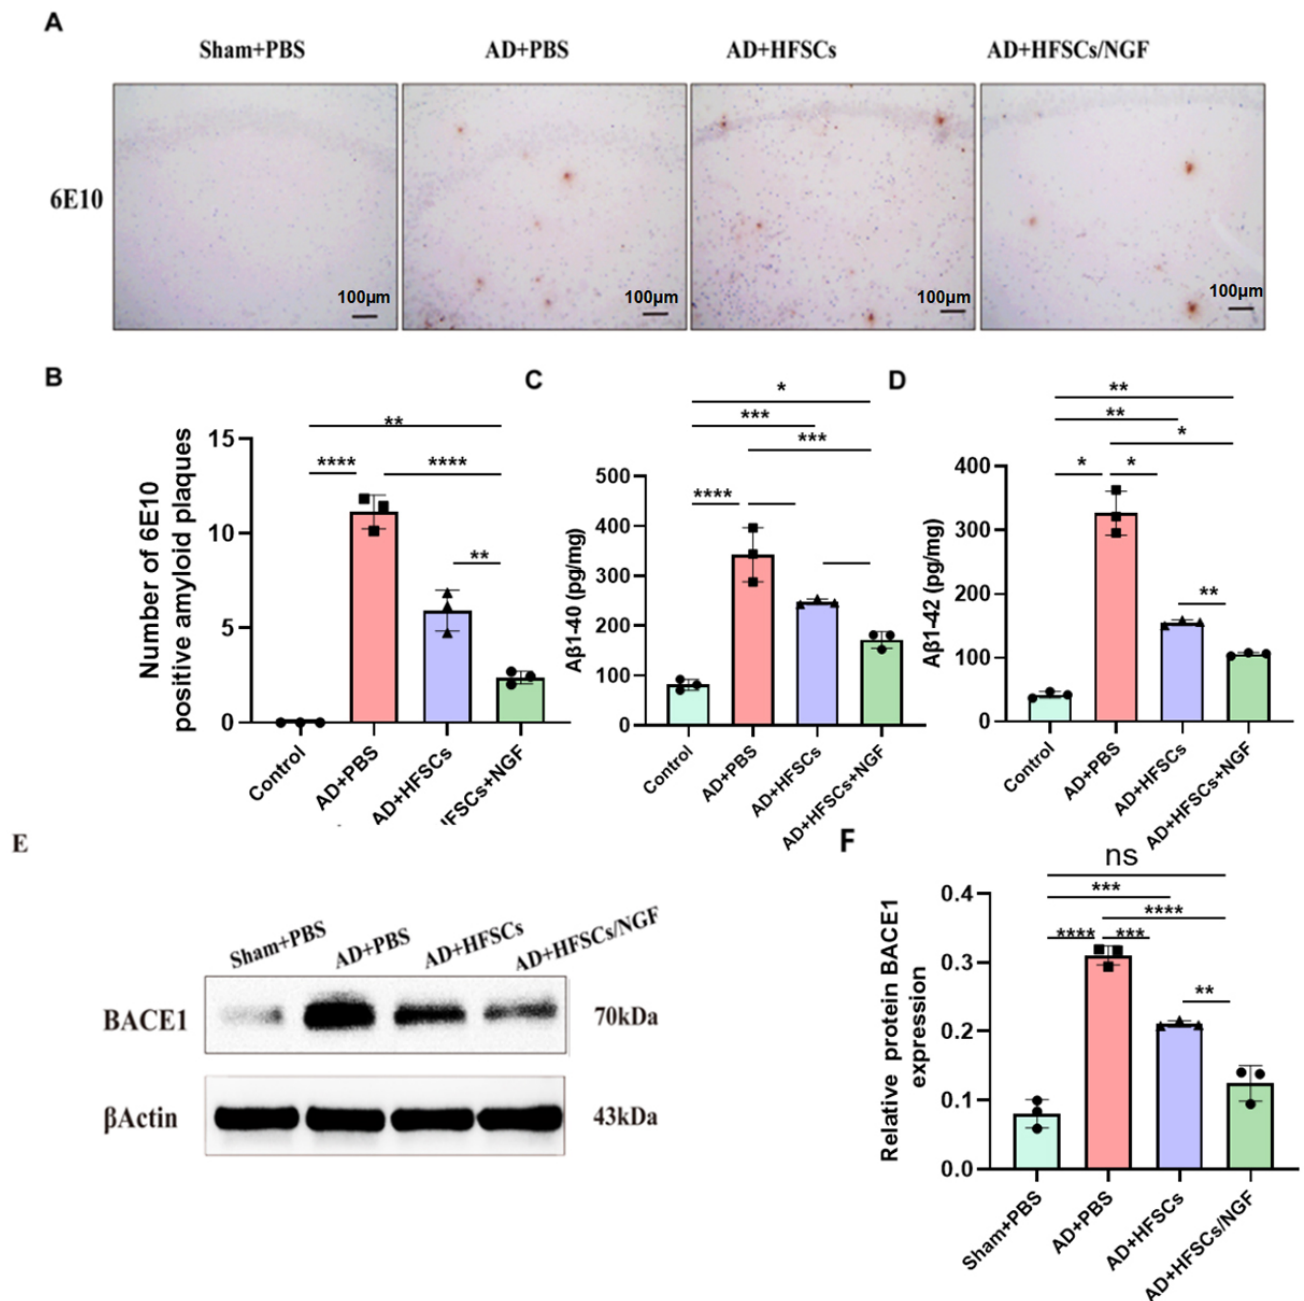 A
Sham+PBS AD+PBS AD+HFSCs AD+HFSCs/NGF
6E10
100μm 100μm 100μm 100μm
B
Number of 6E10
positive amyloid plaques
15
10
5
0
**
**** ****
**
Control AD+PBS AD+HFSCs HFSCs+NGF
C
Aβ1-40 (pg/mg)
500
400
300
200
100
0
*
***
***
****
Control AD+PBS AD+HFSCs AD+HFSCs+NGF
D
Aβ1-42 (pg/mg)
400
300
200
100
0
**
**
*
* *
**
Control AD+PBS AD+HFSCs AD+HFSCs+NGF
E
Sham+PBS AD+PBS AD+HFSCs AD+HFSCs/NGF
BACE1 70kDa
βActin 43kDa
F
Relative protein BACE1
expression
0.4
0.3
0.2
0.1
0.0
ns
***
****
**** ***
**
Sham+PBS AD+PBS AD+HFSCs AD+HFSCs/NGF